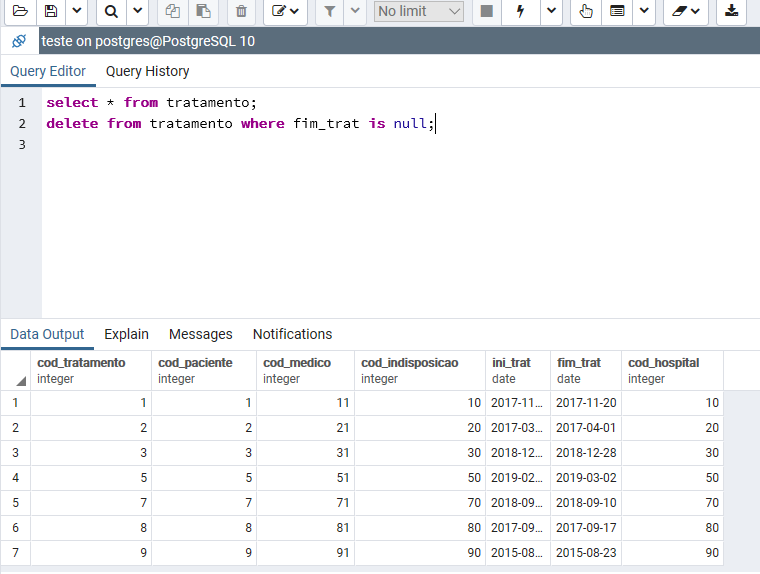 No limit
teste on postgres@PostgreSQL 10
Query Editor Query History
1 select * from tratamento;
2 delete from tratamento where fim_trat is null;
3
Data Output Explain Messages Notifications
cod_tratamento cod_paciente cod_medico cod_indisposicao ini_trat fim_trat cod_hospital
integer integer integer integer date date integer
1 1 1 11 10 2017-11... 2017-11-20 10
2 2 2 21 20 2017-03... 2017-04-01 20
3 3 3 31 30 2018-12... 2018-12-28 30
4 5 5 51 50 2019-02... 2019-03-02 50
5 7 7 71 70 2018-09... 2018-09-10 70
6 8 8 81 80 2017-09... 2017-09-17 80
7 9 9 91 90 2015-08... 2015-08-23 90